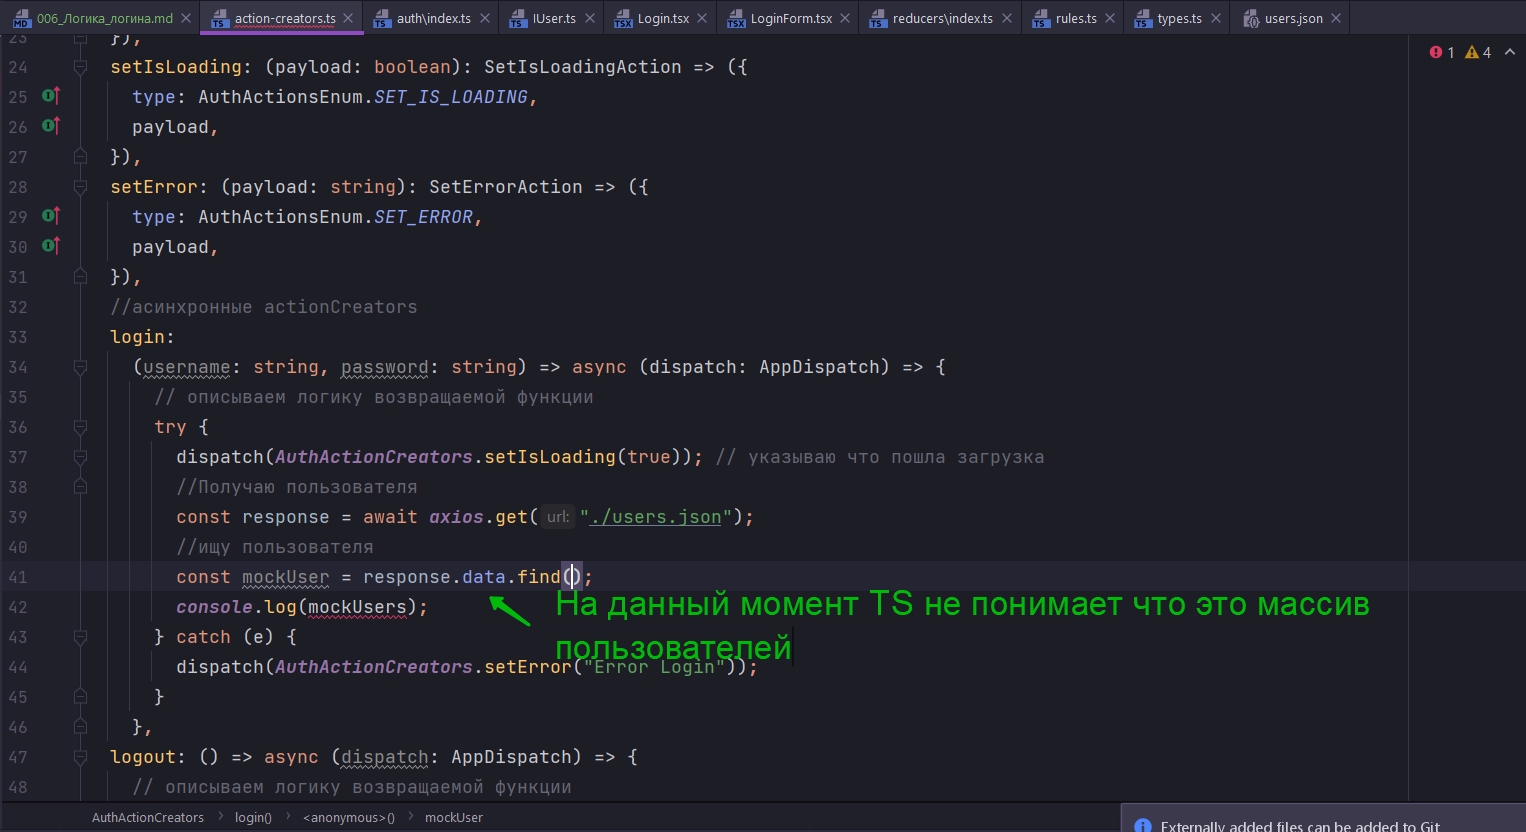 006_Логика_логина.md action-creators.ts auth\index.ts IUser.ts Login.tsx LoginForm.tsx reducers\index.ts rules.ts types.ts users.json
23 }),
24 setIsLoading: (payload: boolean): SetIsLoadingAction => ({
1 4
25 type: AuthActionsEnum.SET_IS_LOADING,
26 payload,
27 }),
28 setError: (payload: string): SetErrorAction => ({
29 type: AuthActionsEnum.SET_ERROR,
30 payload,
31 }),
32 //асинхронные actionCreators
33 login:
34 (username: string, password: string) => async (dispatch: AppDispatch) => {
35 // описываем логику возвращаемой функции
36 try {
37 dispatch(AuthActionCreators.setIsLoading(true)); // указываю что пошла загрузка
38 //Получаю пользователя
39 const response = await axios.get( url: "./users.json");
40 //ищу пользователя
41 const mockUser = response.data.find();
42 console.log(mockUsers);
На данный момент TS не понимает что это массив
пользователей
43 } catch (e) {
44 dispatch(AuthActionCreators.setError("Error Login"));
45 }
46 },
47 logout: () => async (dispatch: AppDispatch) => {
48 // описываем логику возвращаемой функции
AuthActionCreators login() <anonymous>() mockUser
Externally added files can be added to Git